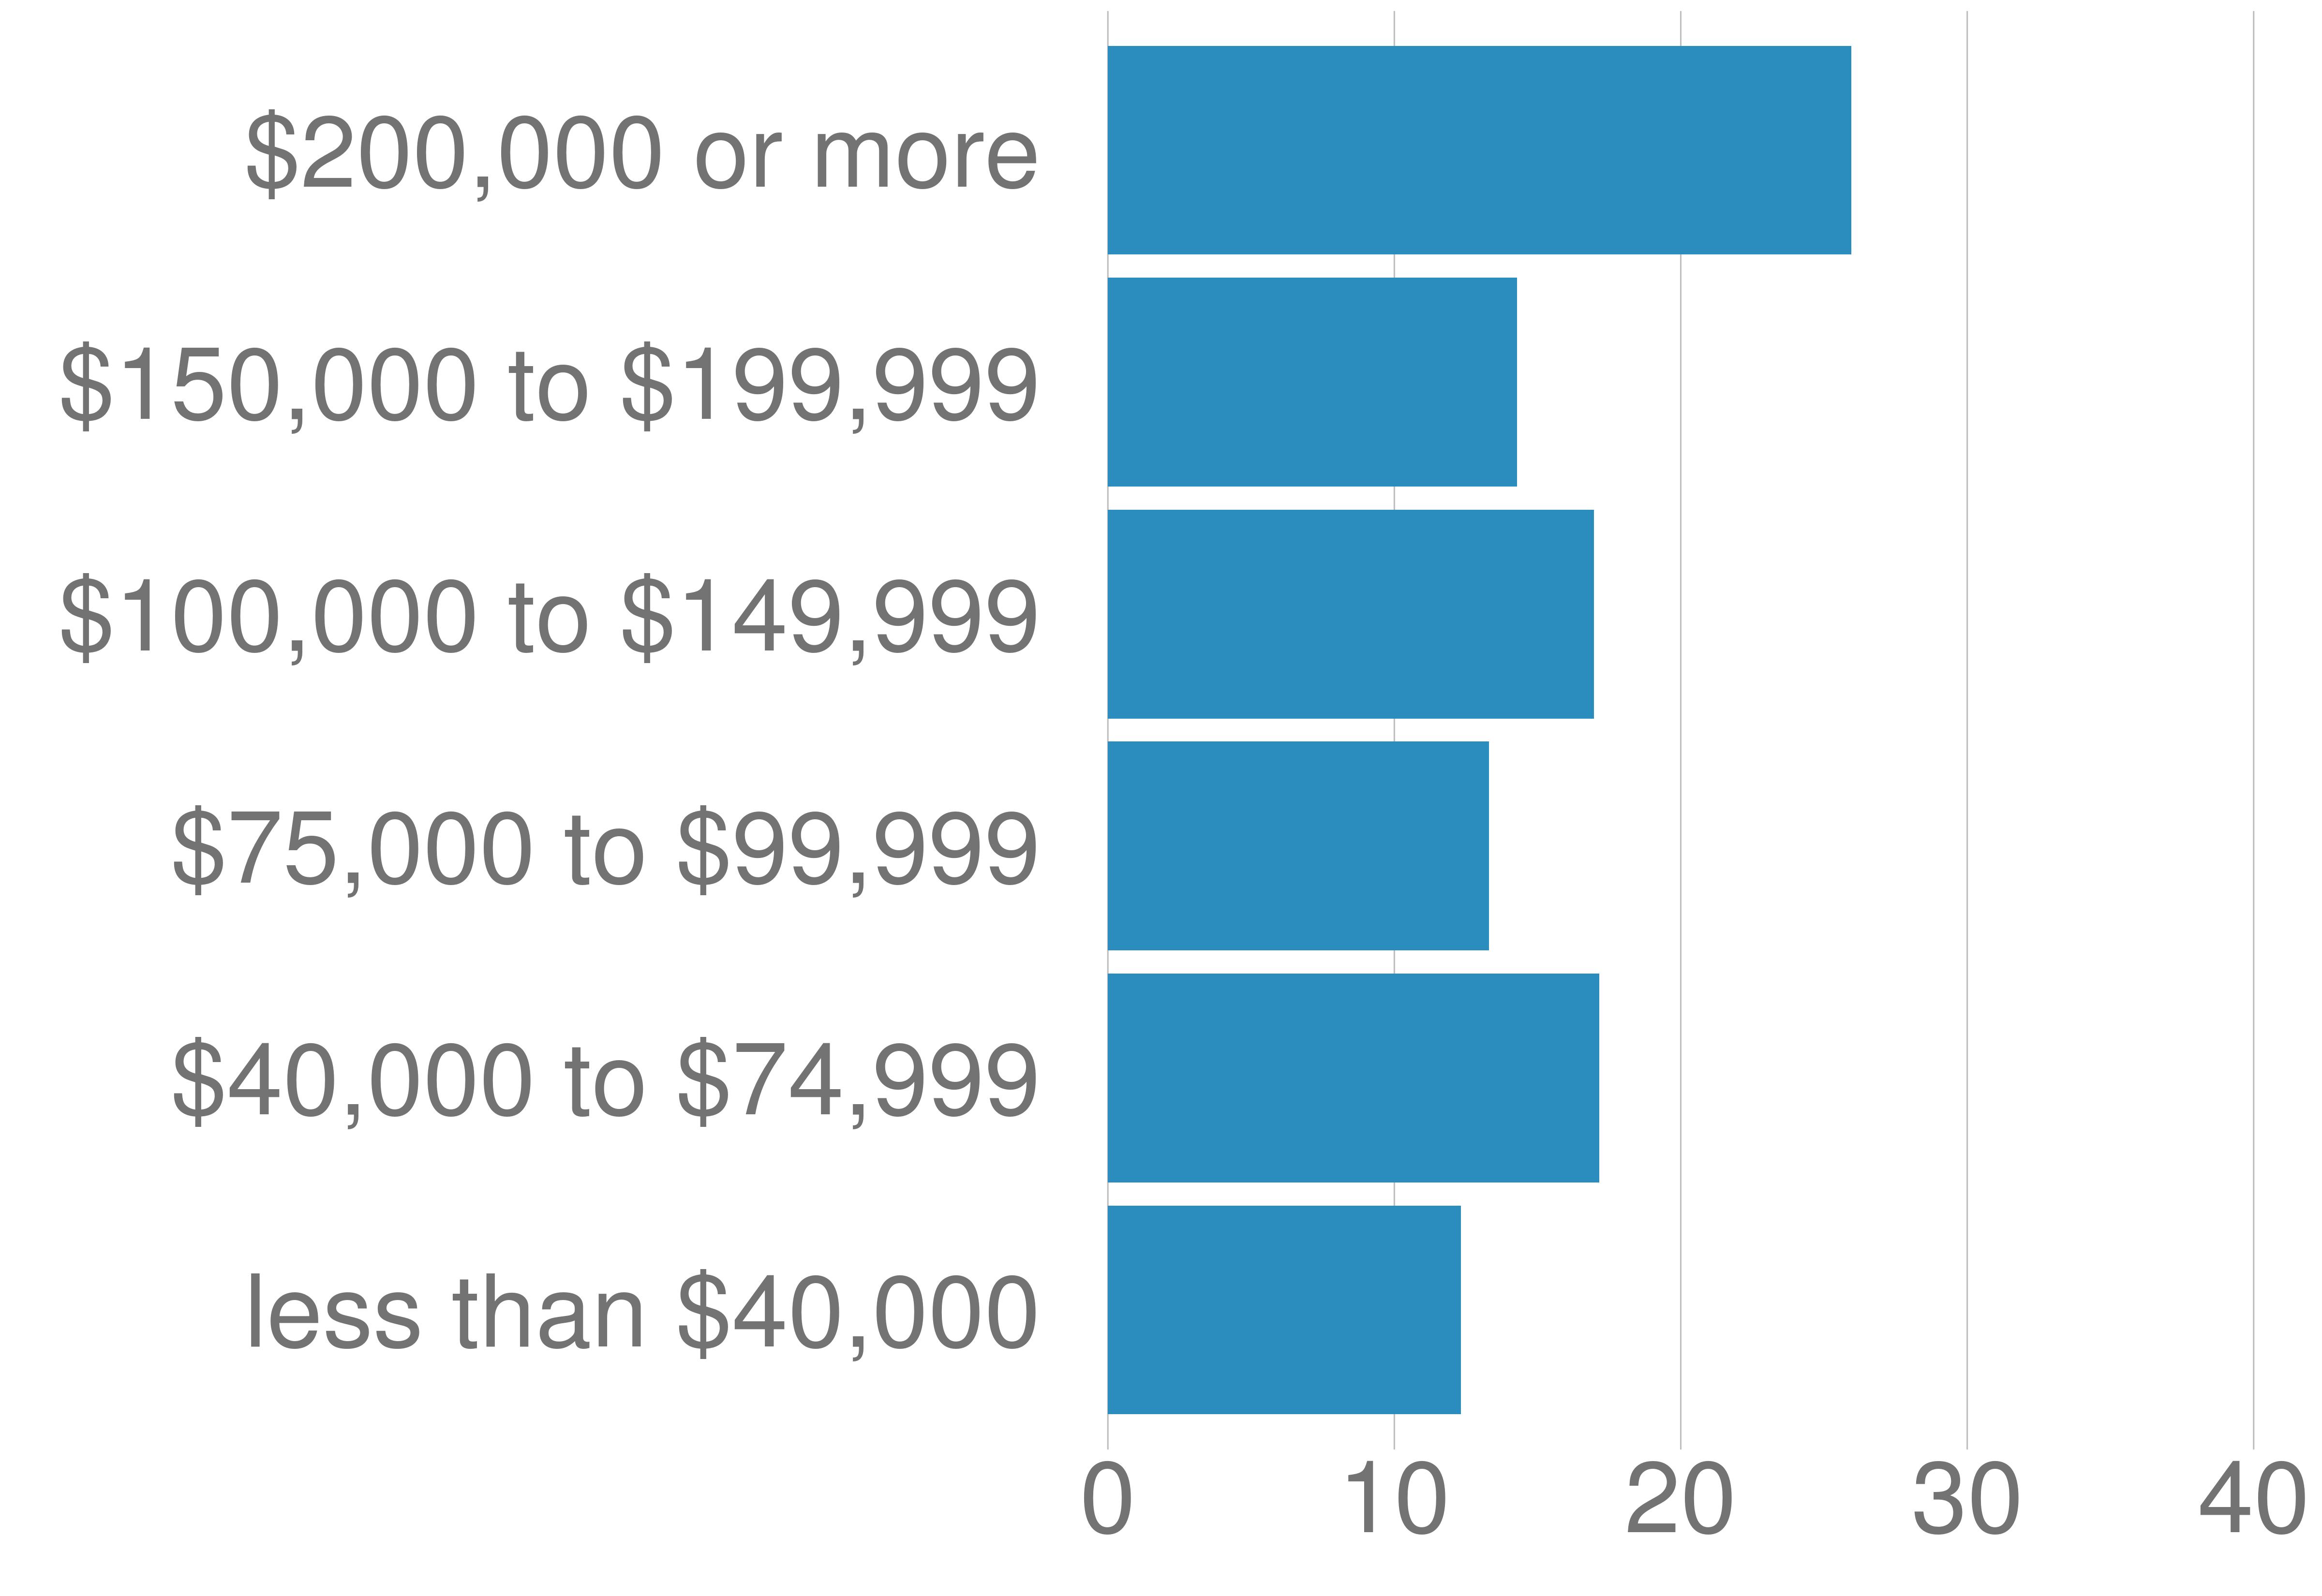 $200,000 or more
$150,000 to $199,999
$100,000 to $149,999
$75,000 to $99,999
$40,000 to $74,999
less than $40,000
0 10 20 30 40